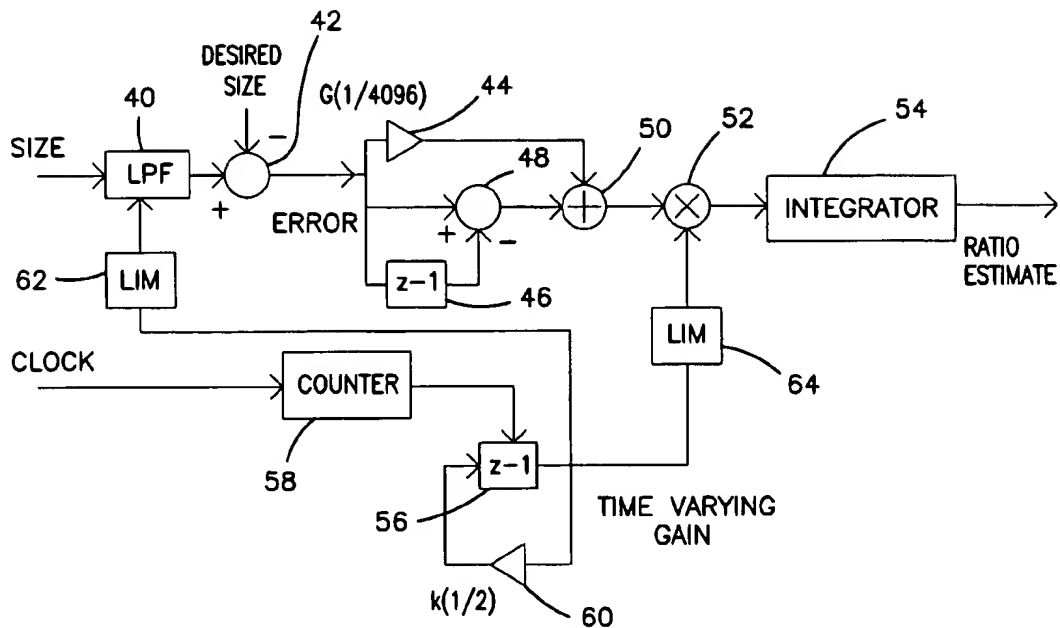 42
DESIRED
SIZE
G(1/4096)
44
40
50
52
54
SIZE
LPF
48
INTEGRATOR
ERROR
RATIO
ESTIMATE
62
LIM
z-1
46
LIM
64
CLOCK
COUNTER
58
z-1
56
TIME VARYING
GAIN
k(1/2)
60